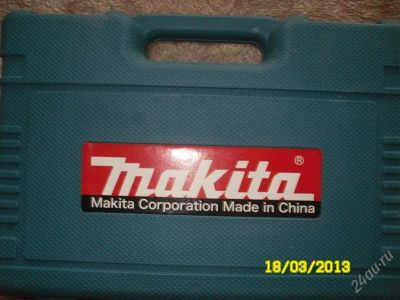 makita®
Makita Corporation Made in China
18/03/2013
24au.ru